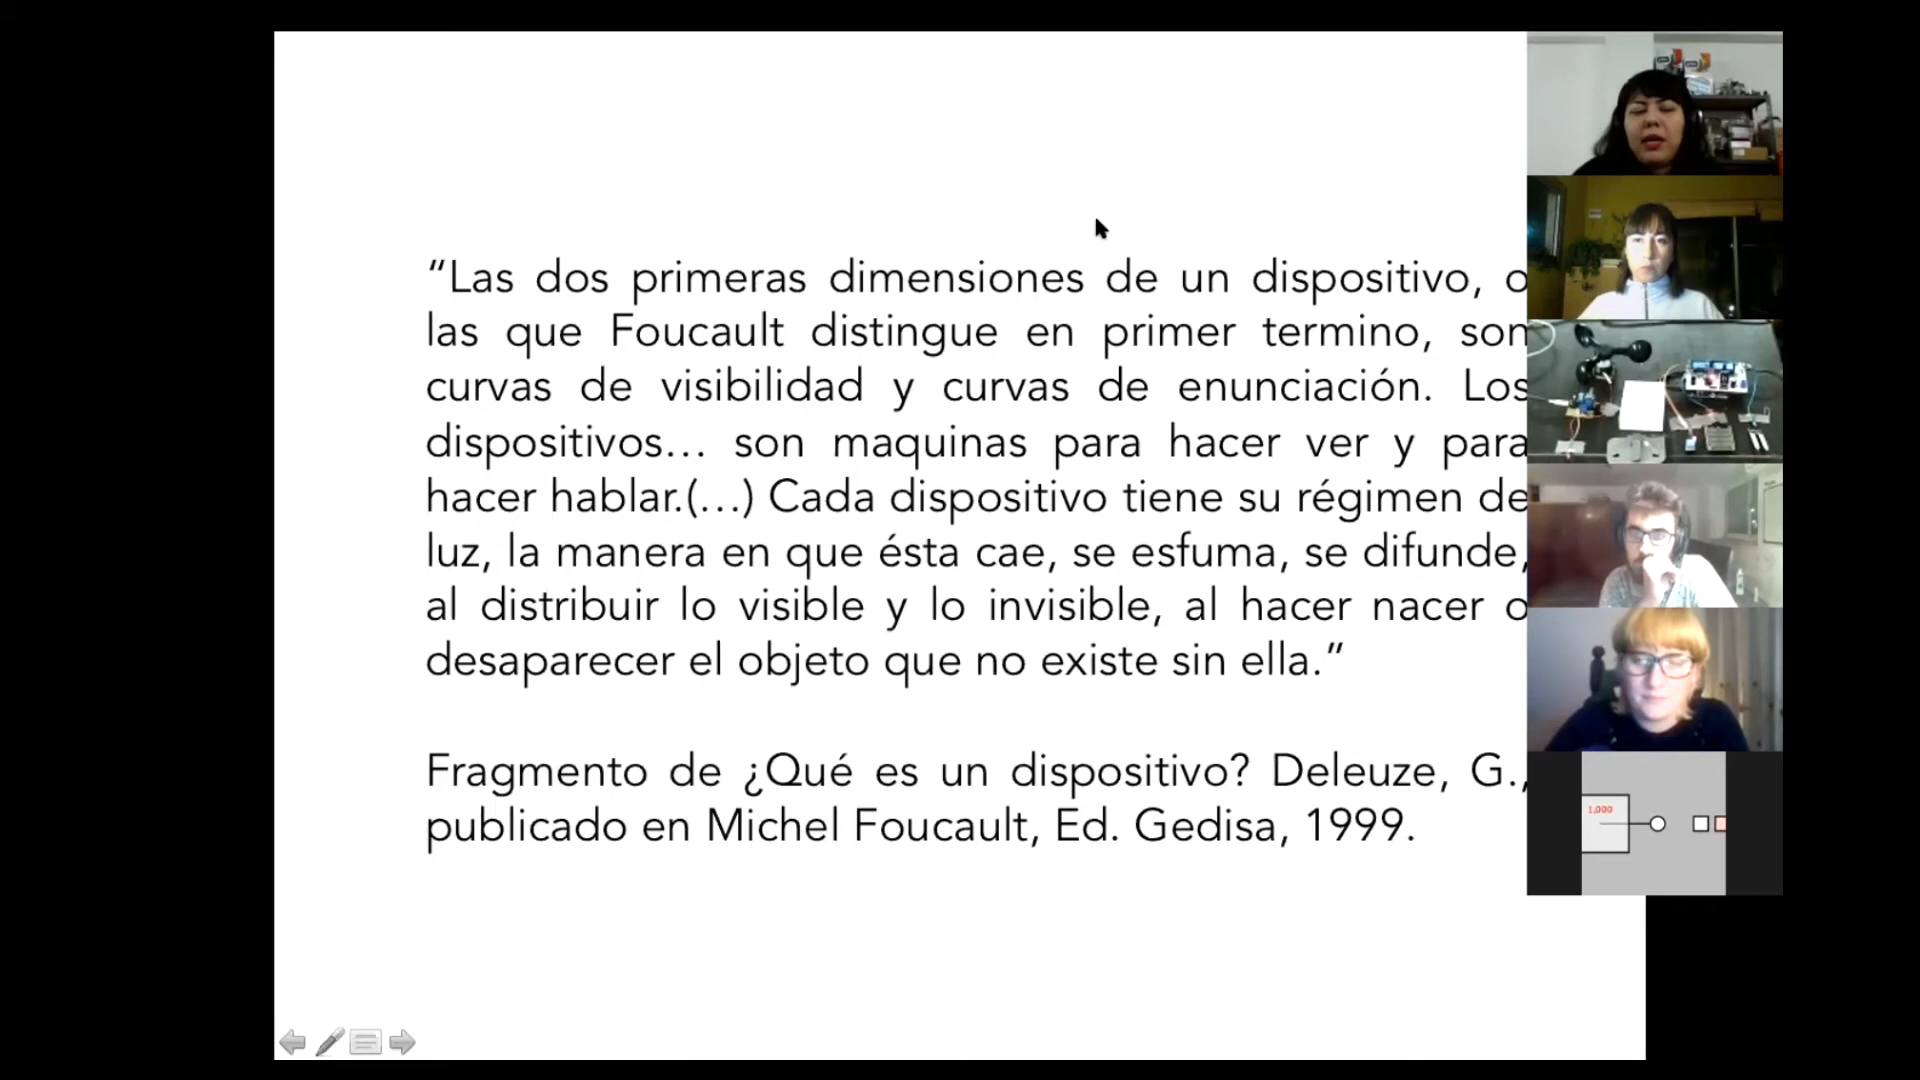 “Las dos primeras dimensiones de un dispositivo, o
las que Foucault distingue en primer termino, son
curvas de visibilidad y curvas de enunciación. Los
dispositivos… son maquinas para hacer ver y para
hacer hablar.(…) Cada dispositivo tiene su régimen de
luz, la manera en que ésta cae, se esfuma, se difunde,
al distribuir lo visible y lo invisible, al hacer nacer o
desaparecer el objeto que no existe sin ella.”
Fragmento de ¿Qué es un dispositivo? Deleuze, G.,
publicado en Michel Foucault, Ed. Gedisa, 1999.
1,000